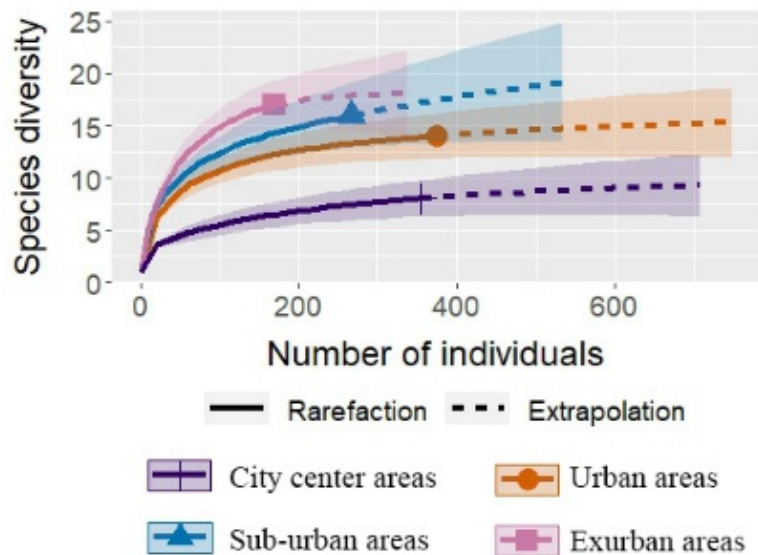 Species diversity
25
20
15
10
5
0
0 200 400 600
Number of individuals
Rarefaction Extrapolation
City center areas Urban areas
Sub-urban areas Exurban areas